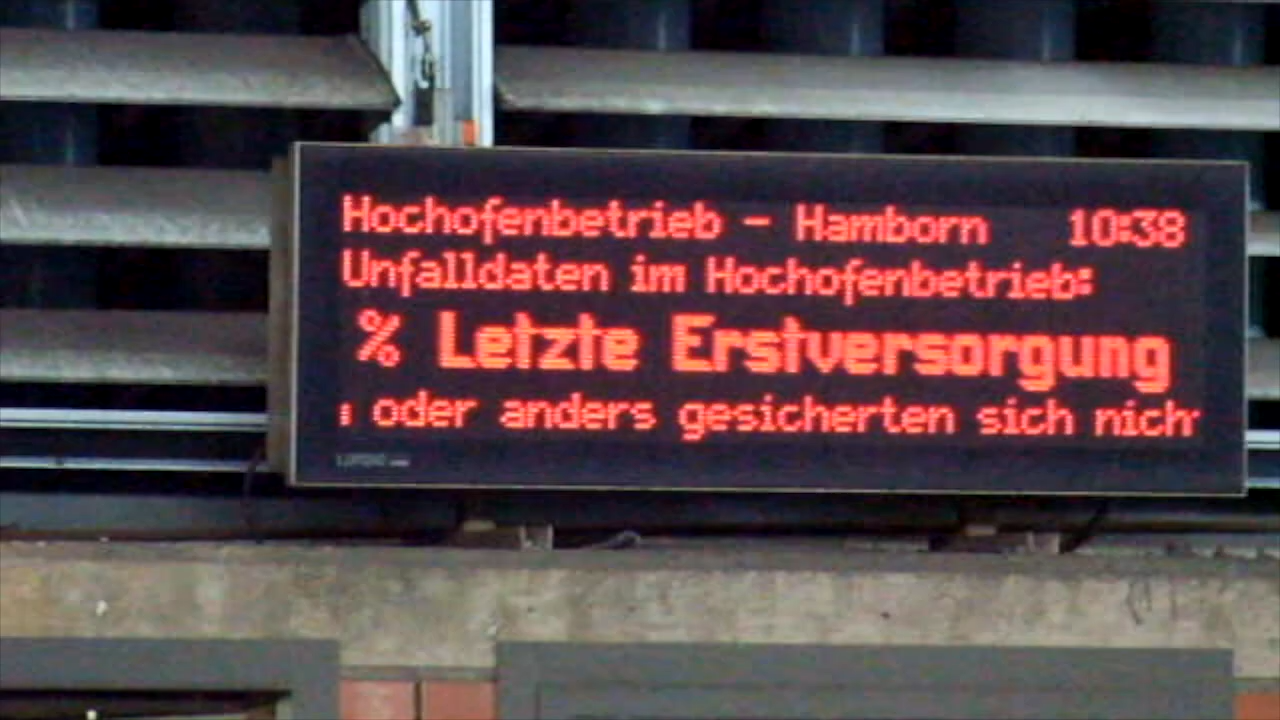 Hochofenbetrieb - Hamborn 10:38
Unfalldaten im Hochofenbetrieb:
% Letzte Erstversorgung
oder anders gesicherten sich nich